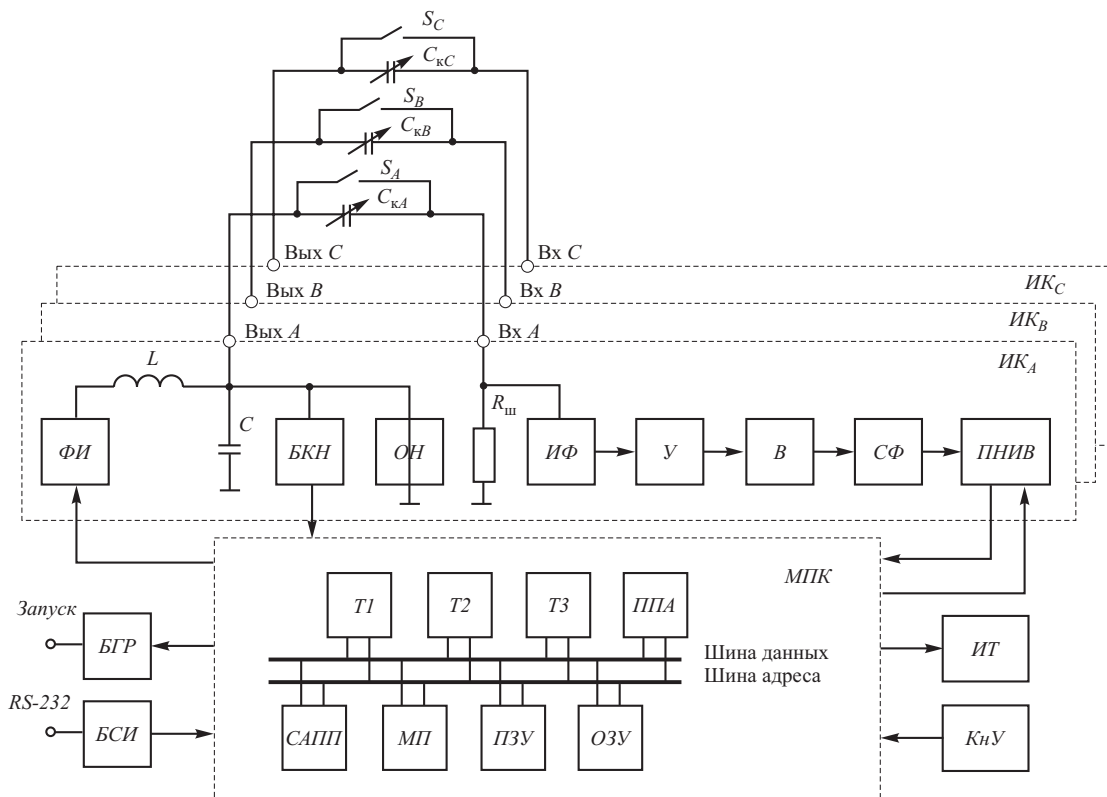 S_C
C_кC
S_B
C_кB
S_A
C_кA
Вых C
Вх C
ИК_C
Вых B
Вх B
ИК_B
Вых A
Вх A
ИК_A
L
C
R_ш
ФИ
БКН
ОН
ИФ
У
В
СФ
ПНИВ
МПК
Запуск
Т1
Т2
Т3
ППА
БГР
ИТ
Шина данных
Шина адреса
RS-232
БСИ
САПП
МП
ПЗУ
ОЗУ
КнУ